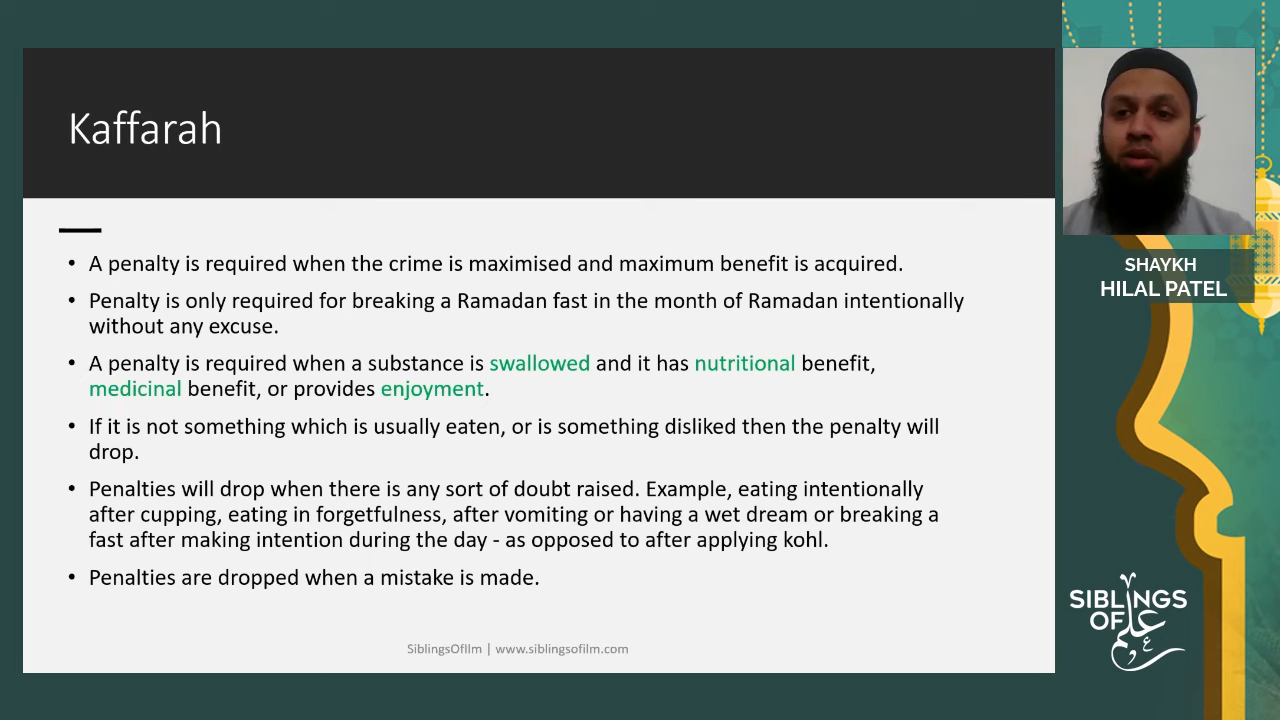 Kaffarah
• A penalty is required when the crime is maximised and maximum benefit is acquired.
• Penalty is only required for breaking a Ramadan fast in the month of Ramadan intentionally
without any excuse.
• A penalty is required when a substance is swallowed and it has nutritional benefit,
medicinal benefit, or provides enjoyment.
• If it is not something which is usually eaten, or is something disliked then the penalty will
drop.
• Penalties will drop when there is any sort of doubt raised. Example, eating intentionally
after cupping, eating in forgetfulness, after vomiting or having a wet dream or breaking a
fast after making intention during the day - as opposed to after applying kohl.
• Penalties are dropped when a mistake is made.
SiblingsOfIlm | www.siblingsofilm.com
SHAYKH
HILAL PATEL
SIBLINGS
OF علم